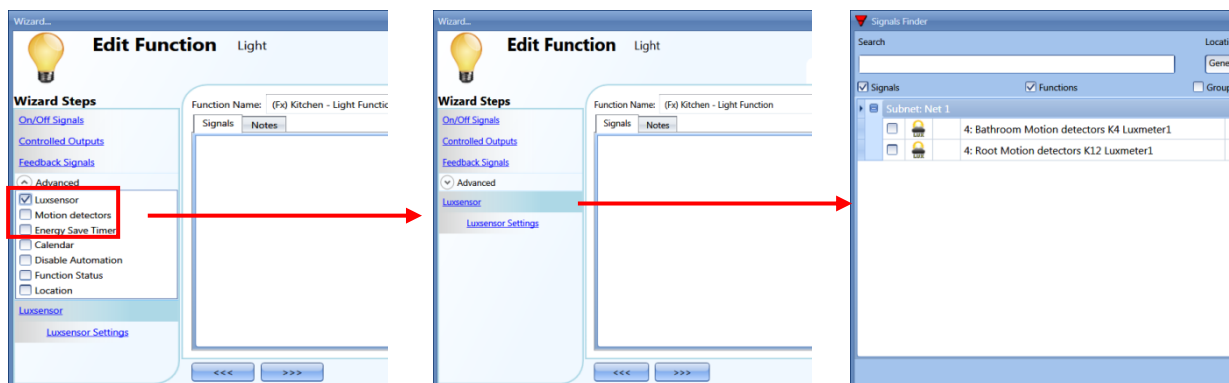 Wizard...
Edit Function Light
Wizard Steps
On/Off Signals
Controlled Outputs
Feedback Signals
Advanced
Luxsensor
Motion detectors
Energy Save Timer
Calendar
Disable Automation
Function Status
Location
Luxsensor
Luxsensor Settings
Function Name: (Fx) Kitchen - Light Functio
Signals Notes
<<< >>>
Wizard...
Edit Function Light
Wizard Steps
On/Off Signals
Controlled Outputs
Feedback Signals
Advanced
Luxsensor
Luxsensor Settings
Function Name: (Fx) Kitchen - Light Function
Signals Notes
<<< >>>
Signals Finder
Search Locati
Gene
Signals Functions Group
Subnet: Net 1
4: Bathroom Motion detectors K4 Luxmeter1
4: Root Motion detectors K12 Luxmeter1